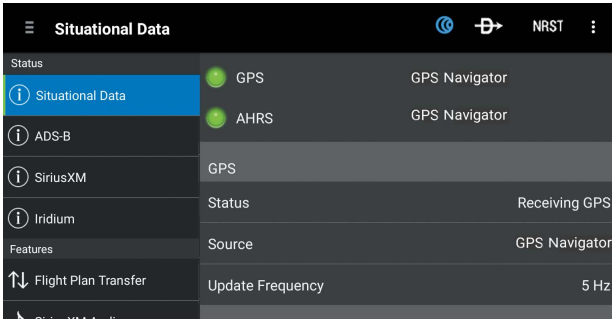 Situational Data
NRST
Status
Situational Data
ADS-B
SiriusXM
Iridium
Features
Flight Plan Transfer
GPS GPS Navigator
AHRS GPS Navigator
GPS
Status Receiving GPS
Source GPS Navigator
Update Frequency 5 Hz